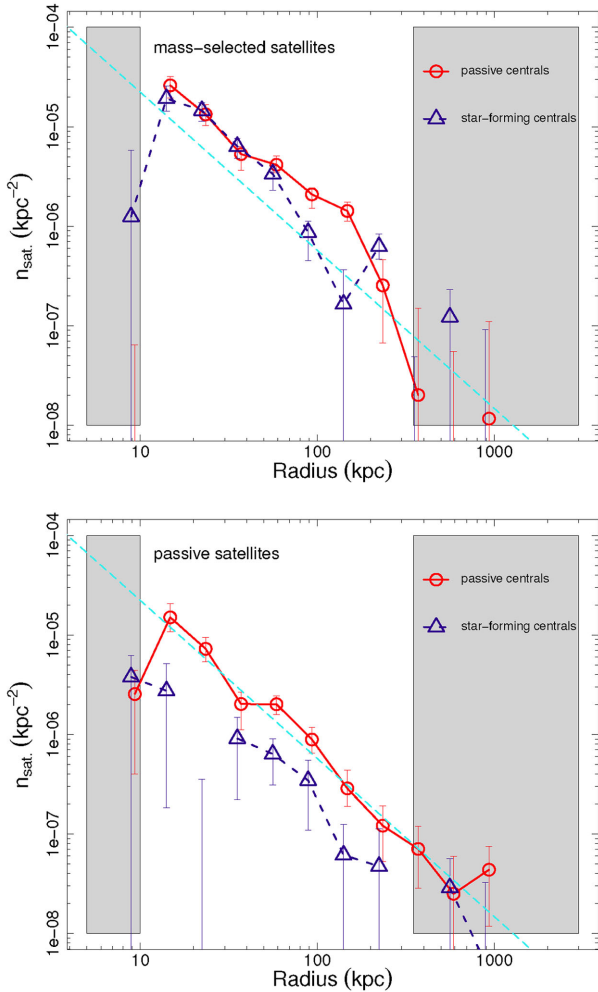 mass-selected satellites
passive centrals
star-forming centrals
1e-04
1e-05
1e-06
1e-07
1e-08
n_sat. (kpc⁻²)
10
100
1000
Radius (kpc)
passive satellites
passive centrals
star-forming centrals
1e-04
1e-05
1e-06
1e-07
1e-08
n_sat. (kpc⁻²)
10
100
1000
Radius (kpc)